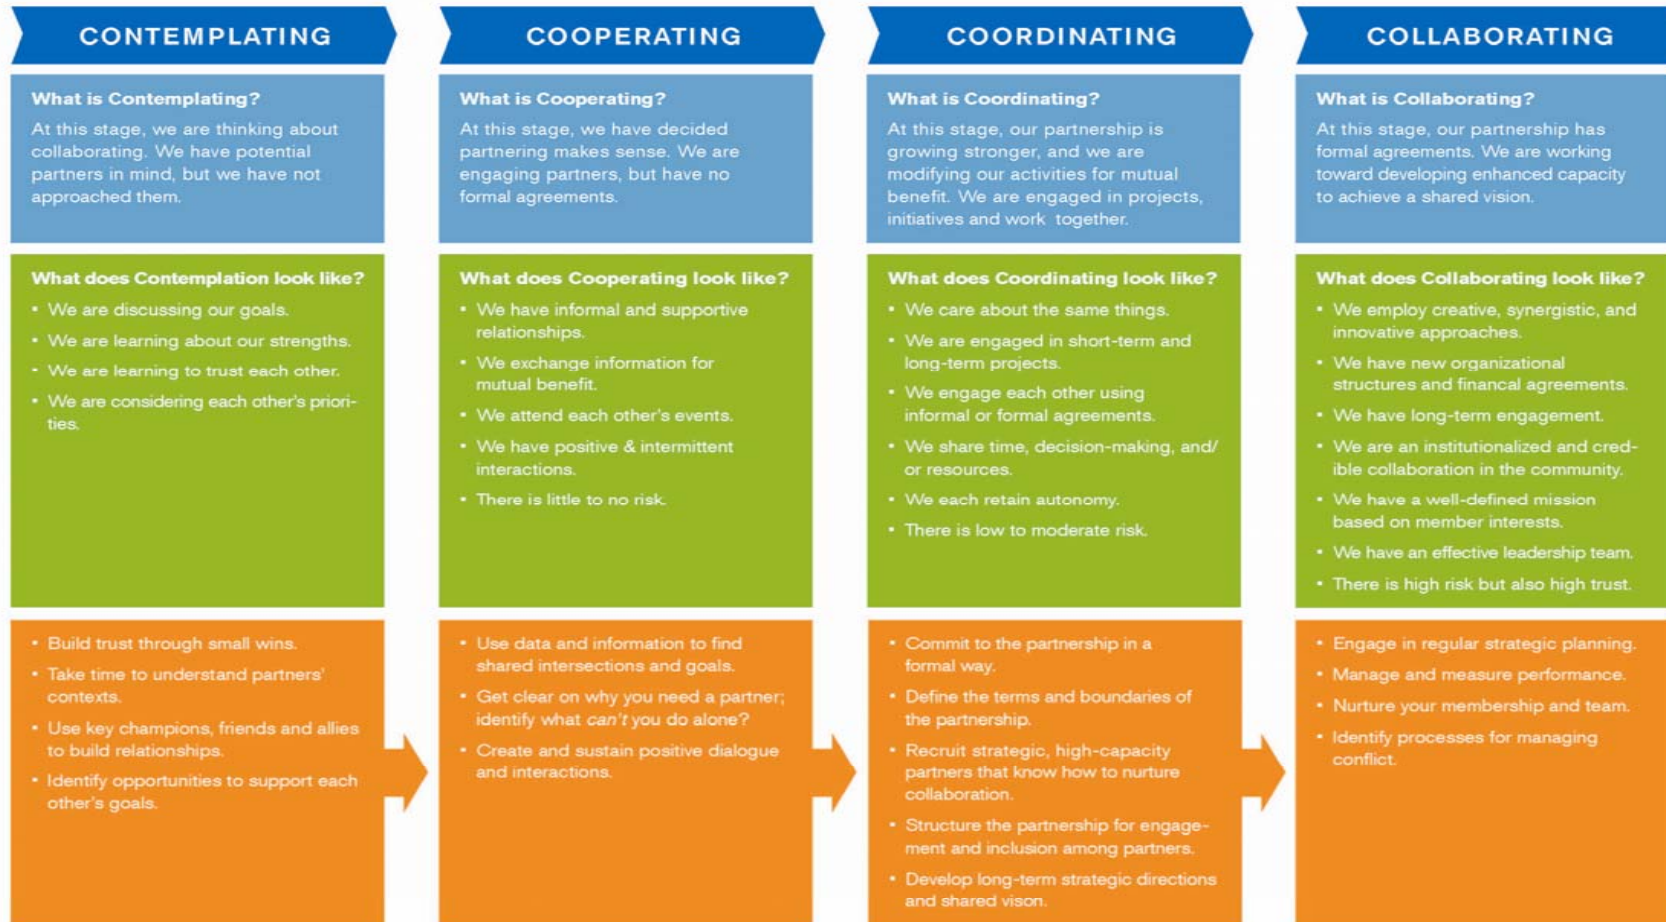 CONTEMPLATING
What is Contemplating?
At this stage, we are thinking about
collaborating. We have potential
partners in mind, but we have not
approached them.
What does Contemplation look like?
• We are discussing our goals.
• We are learning about our strengths.
• We are learning to trust each other.
• We are considering each other's priori-
ties.
• Build trust through small wins.
• Take time to understand partners'
contexts.
• Use key champions, friends and allies
to build relationships.
• Identify opportunities to support each
other's goals.
COOPERATING
What is Cooperating?
At this stage, we have decided
partnering makes sense. We are
engaging partners, but have no
formal agreements.
What does Cooperating look like?
• We have informal and supportive
relationships.
• We exchange information for
mutual benefit.
• We attend each other's events.
• We have positive & intermittent
interactions.
• There is little to no risk.
• Use data and information to find
shared intersections and goals.
• Get clear on why you need a partner;
identify what can't you do alone?
• Create and sustain positive dialogue
and interactions.
COORDINATING
What is Coordinating?
At this stage, our partnership is
growing stronger, and we are
modifying our activities for mutual
benefit. We are engaged in projects,
initiatives and work together.
What does Coordinating look like?
• We care about the same things.
• We are engaged in short-term and
long-term projects.
• We engage each other using
informal or formal agreements.
• We share time, decision-making, and/
or resources.
• We each retain autonomy.
• There is low to moderate risk.
• Commit to the partnership in a
formal way.
• Define the terms and boundaries of
the partnership.
• Recruit strategic, high-capacity
partners that know how to nurture
collaboration.
• Structure the partnership for engage-
ment and inclusion among partners.
• Develop long-term strategic directions
and shared vison.
COLLABORATING
What is Collaborating?
At this stage, our partnership has
formal agreements. We are working
toward developing enhanced capacity
to achieve a shared vision.
What does Collaborating look like?
• We employ creative, synergistic, and
innovative approaches.
• We have new organizational
structures and financal agreements.
• We have long-term engagement.
• We are an institutionalized and cred-
ible collaboration in the community.
• We have a well-defined mission
based on member interests.
• We have an effective leadership team.
• There is high risk but also high trust.
• Engage in regular strategic planning.
• Manage and measure performance.
• Nurture your membership and team.
• Identify processes for managing
conflict.